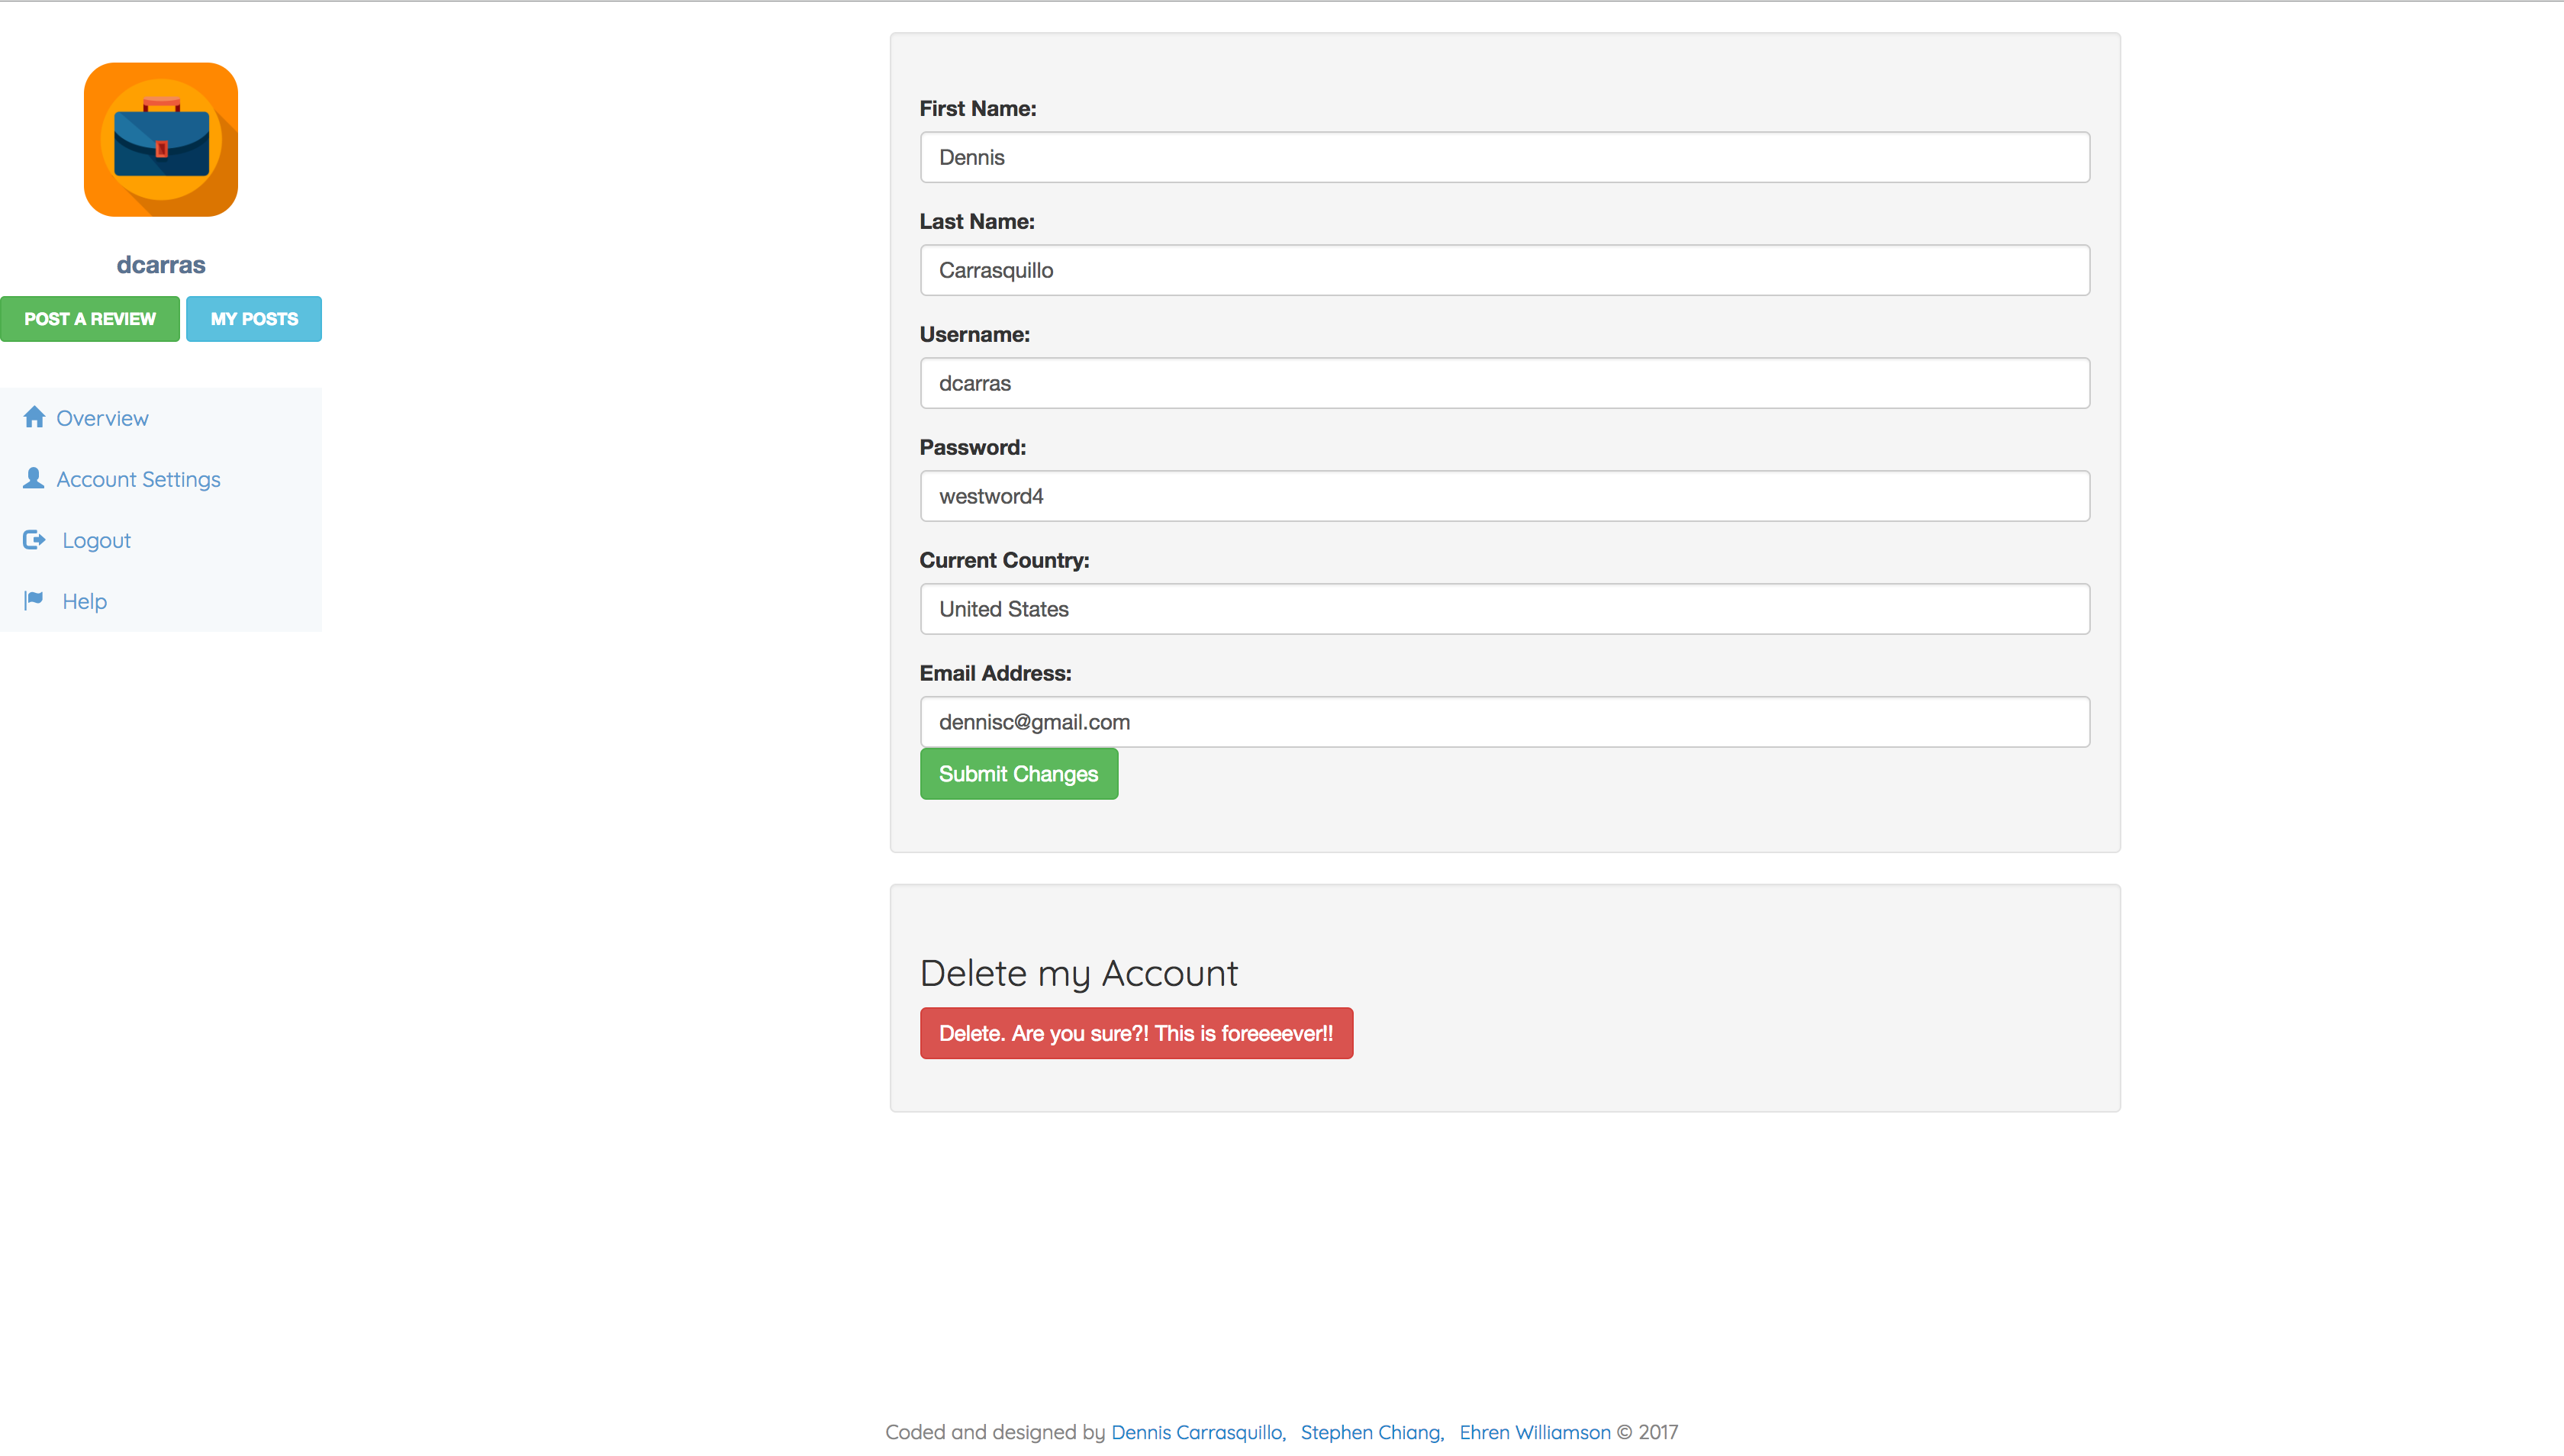 dcarras
POST A REVIEW MY POSTS
Overview
Account Settings
Logout
Help
First Name:
Dennis
Last Name:
Carrasquillo
Username:
dcarras
Password:
westword4
Current Country:
United States
Email Address:
dennisc@gmail.com
Submit Changes
Delete my Account
Delete. Are you sure?! This is foreeeever!!
Coded and designed by Dennis Carrasquillo, Stephen Chiang, Ehren Williamson © 2017